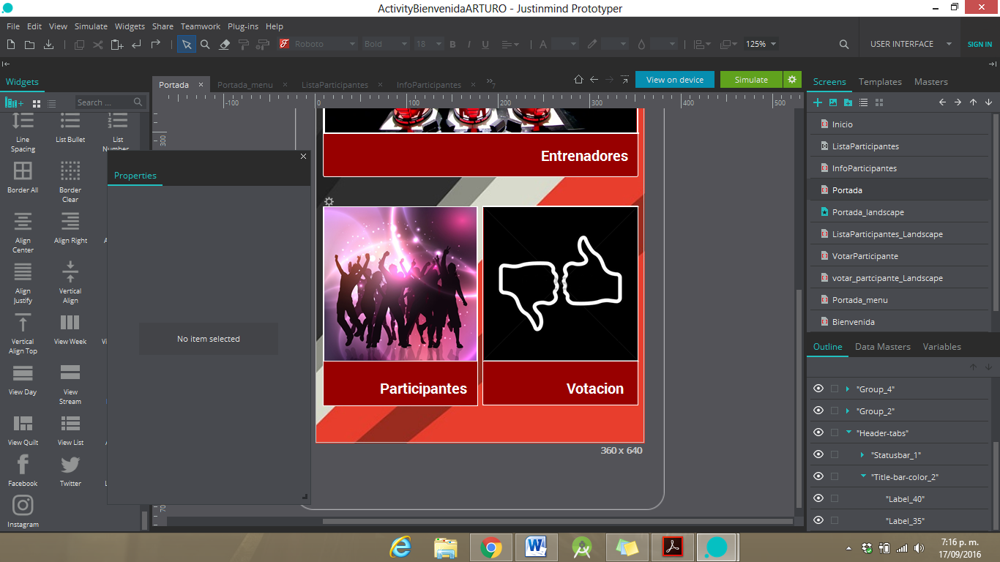 ActivityBienvenidaARTURO - Justinmind Prototyper
File Edit View Simulate Widgets Share Teamwork Plug-ins Help
Roboto Bold 18 B I U A 125% USER INTERFACE SIGN IN
Widgets
Search ...
Line Spacing
List Bullet
List Number
Border All
Border Clear
Align Center
Align Right
Align Justify
Vertical Align
Vertical Align Top
View Week
View Day
View Stream
View Quilt
View List
Facebook
Twitter
Instagram
Properties
No item selected
Portada Portada_menu ListaParticipantes InfoParticipantes 7
View on device
Simulate
-100 0 100 200 300 400 500
300
70
Entrenadores
Participantes
Votacion
360 x 640
Screens Templates Masters
Inicio
ListaParticipantes
InfoParticipantes
Portada
Portada_landscape
ListaParticipantes_Landscape
VotarParticipante
votar_partcipante_Landscape
Portada_menu
Bienvenida
Outline Data Masters Variables
"Group_4"
"Group_2"
"Header-tabs"
"Statusbar_1"
"Title-bar-color_2"
"Label_40"
"Label_35"
7:16 p. m.
17/09/2016